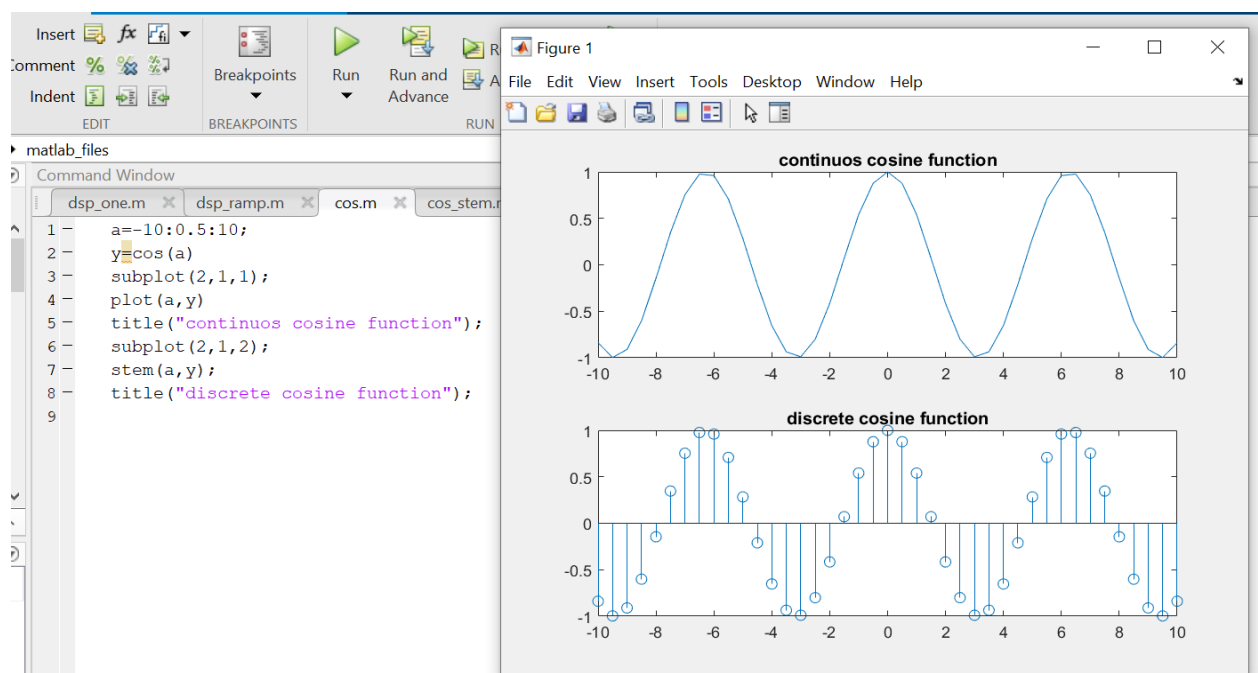 Insert fx
Comment %
Indent
EDIT
Breakpoints
BREAKPOINTS
Run
Run and
Advance
RUN
matlab_files
Command Window
dsp_one.m
dsp_ramp.m
cos.m
cos_stem.
1 a=-10:0.5:10;
2 y=cos(a)
3 subplot(2,1,1);
4 plot(a,y)
5 title("continuos cosine function");
6 subplot(2,1,2);
7 stem(a,y);
8 title("discrete cosine function");
9
Figure 1
File Edit View Insert Tools Desktop Window Help
continuos cosine function
1
0.5
0
-0.5
-1
-10 -8 -6 -4 -2 0 2 4 6 8 10
discrete cosine function
1
0.5
0
-0.5
-1
-10 -8 -6 -4 -2 0 2 4 6 8 10